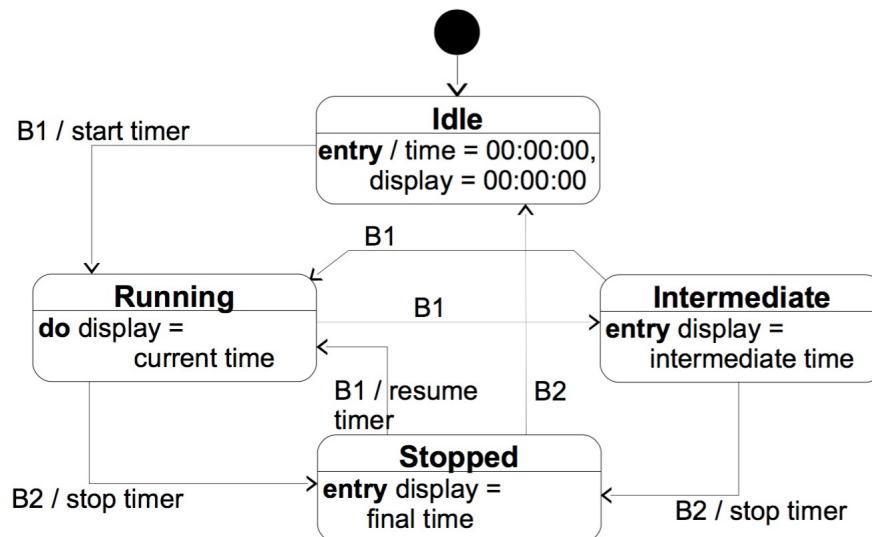 Idle
B1 / start timer
entry / time = 00:00:00,
display = 00:00:00
B1
Running
Intermediate
do display =
current time
B1
entry display =
intermediate time
B1 / resume
timer
B2
Stopped
B2 / stop timer
entry display =
final time
B2 / stop timer